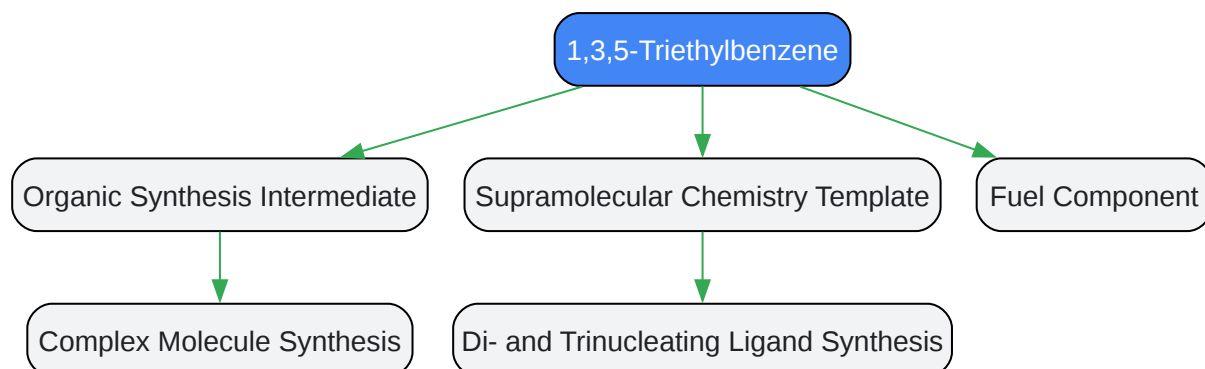 1,3,5-Triethylbenzene
Organic Synthesis Intermediate
Supramolecular Chemistry Template
Fuel Component
Complex Molecule Synthesis
Di- and Trinucleating Ligand Synthesis